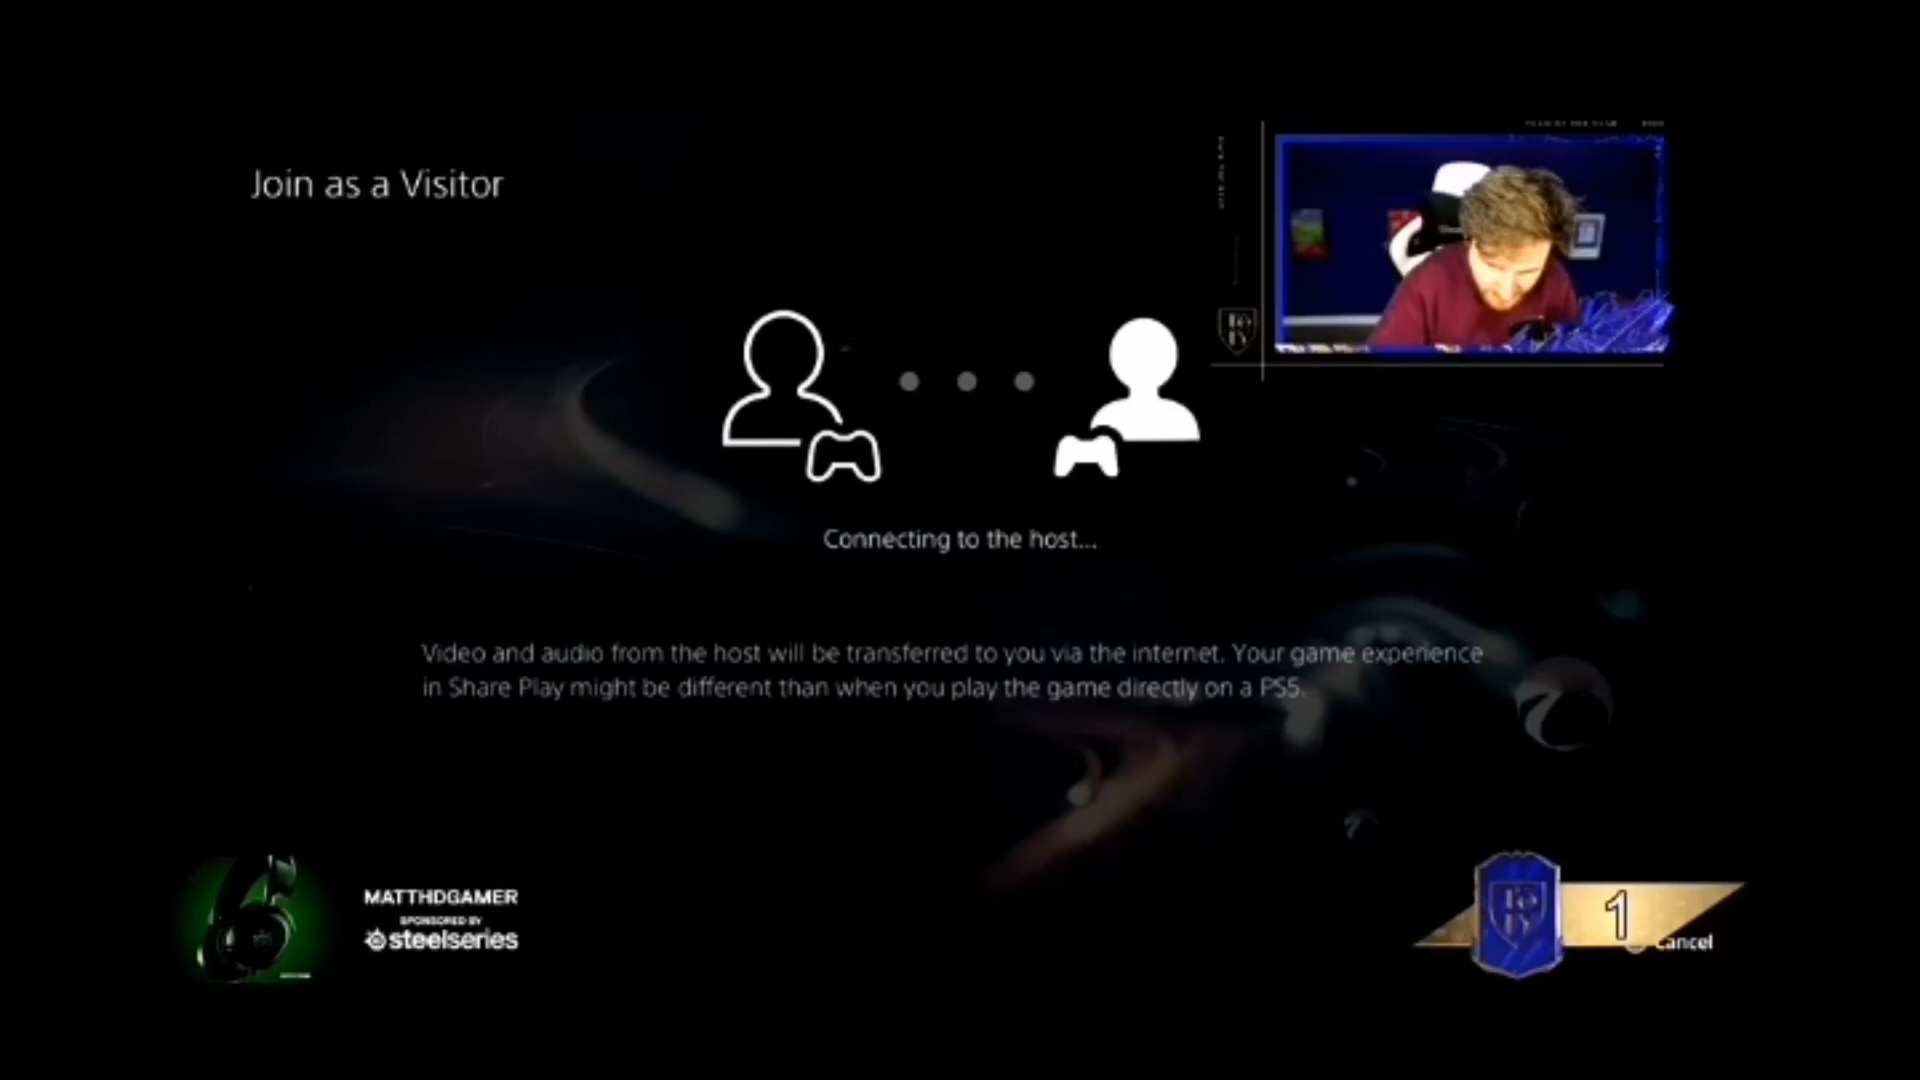 Join as a Visitor
Connecting to the host...
Video and audio from the host will be transferred to you via the internet. Your game experience
in Share Play might be different than when you play the game directly on a PS5.
MATTHDGAMER
SPONSORED BY
steelseries
1
Cancel